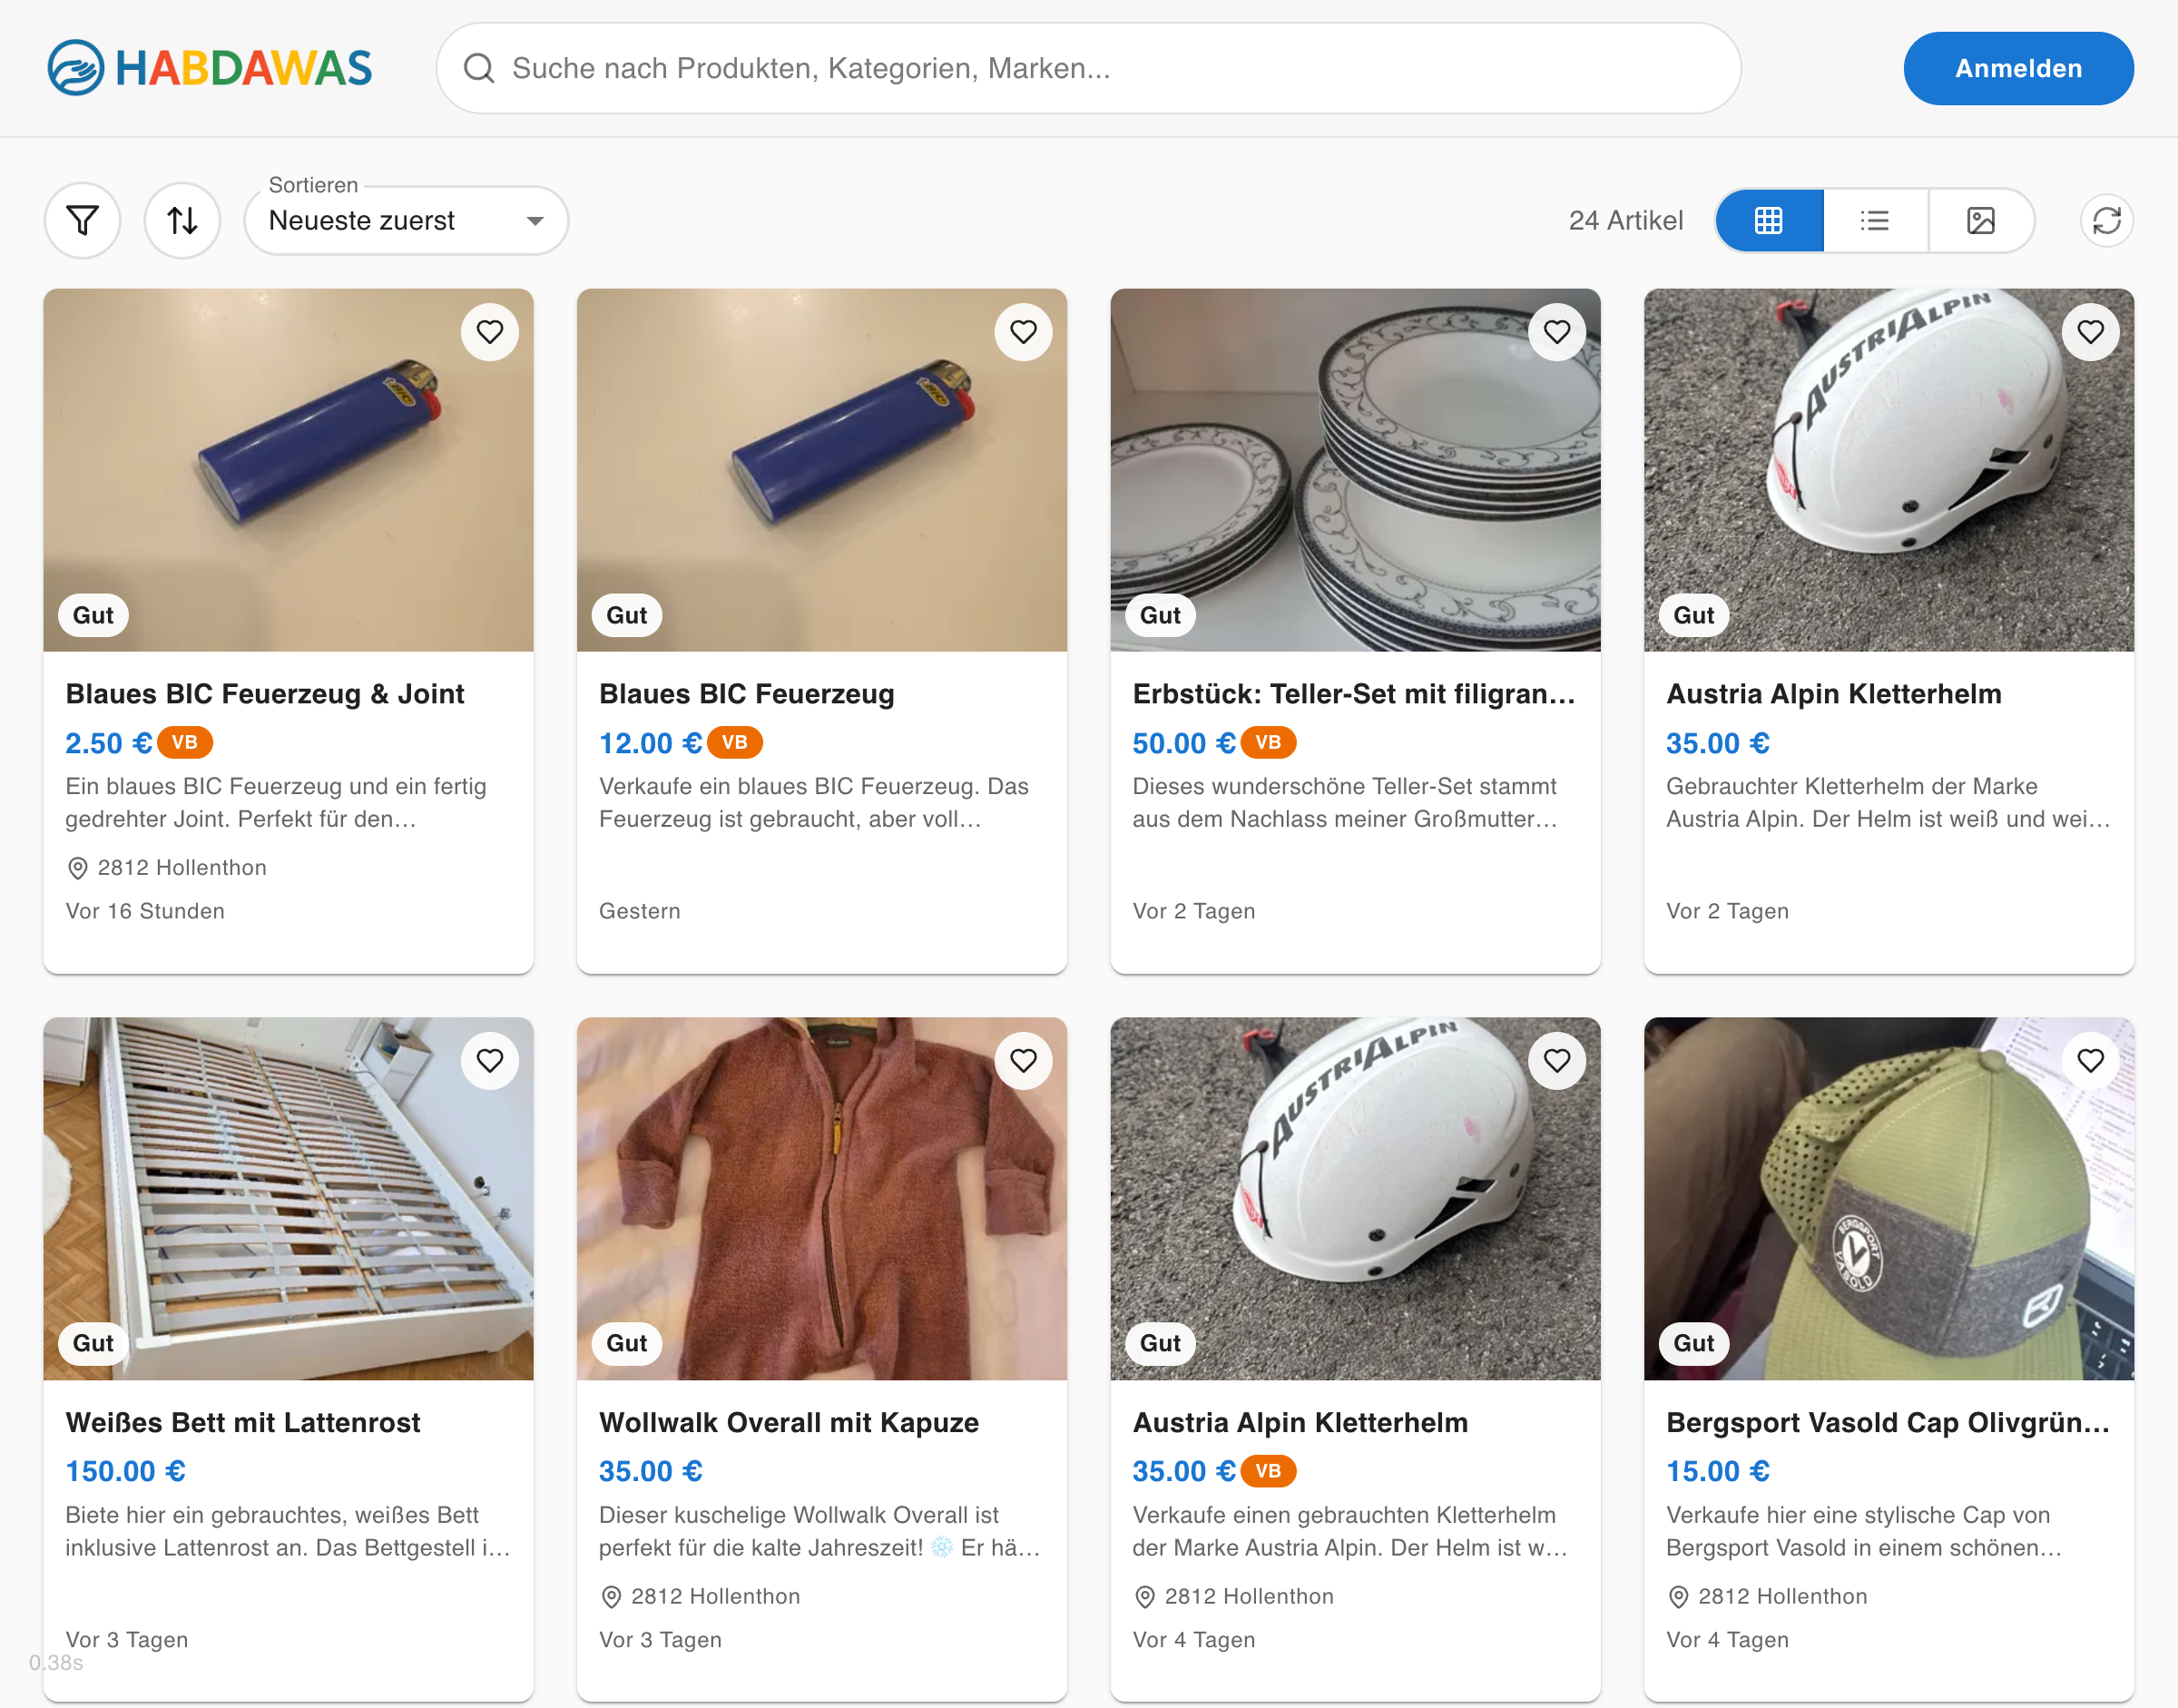 HABDAWAS
Suche nach Produkten, Kategorien, Marken...
Anmelden
Sortieren
Neueste zuerst
24 Artikel
BIC
Gut
Blaues BIC Feuerzeug & Joint
2.50 € VB
Ein blaues BIC Feuerzeug und ein fertig
gedrehter Joint. Perfekt für den…
2812 Hollenthon
Vor 16 Stunden
BIC
Gut
Blaues BIC Feuerzeug
12.00 € VB
Verkaufe ein blaues BIC Feuerzeug. Das
Feuerzeug ist gebraucht, aber voll…
Gestern
Gut
Erbstück: Teller-Set mit filigran…
50.00 € VB
Dieses wunderschöne Teller-Set stammt
aus dem Nachlass meiner Großmutter…
Vor 2 Tagen
AUSTRIALPIN
Gut
Austria Alpin Kletterhelm
35.00 €
Gebrauchter Kletterhelm der Marke
Austria Alpin. Der Helm ist weiß und wei…
Vor 2 Tagen
Gut
Weißes Bett mit Lattenrost
150.00 €
Biete hier ein gebrauchtes, weißes Bett
inklusive Lattenrost an. Das Bettgestell i…
Vor 3 Tagen
Gut
Wollwalk Overall mit Kapuze
35.00 €
Dieser kuschelige Wollwalk Overall ist
perfekt für die kalte Jahreszeit! ❄️ Er hä…
2812 Hollenthon
Vor 3 Tagen
AUSTRIALPIN
Gut
Austria Alpin Kletterhelm
35.00 € VB
Verkaufe einen gebrauchten Kletterhelm
der Marke Austria Alpin. Der Helm ist w…
2812 Hollenthon
Vor 4 Tagen
BERGSPORT
VASOLD
Gut
Bergsport Vasold Cap Olivgrün…
15.00 €
Verkaufe hier eine stylische Cap von
Bergsport Vasold in einem schönen…
2812 Hollenthon
Vor 4 Tagen
0.38s